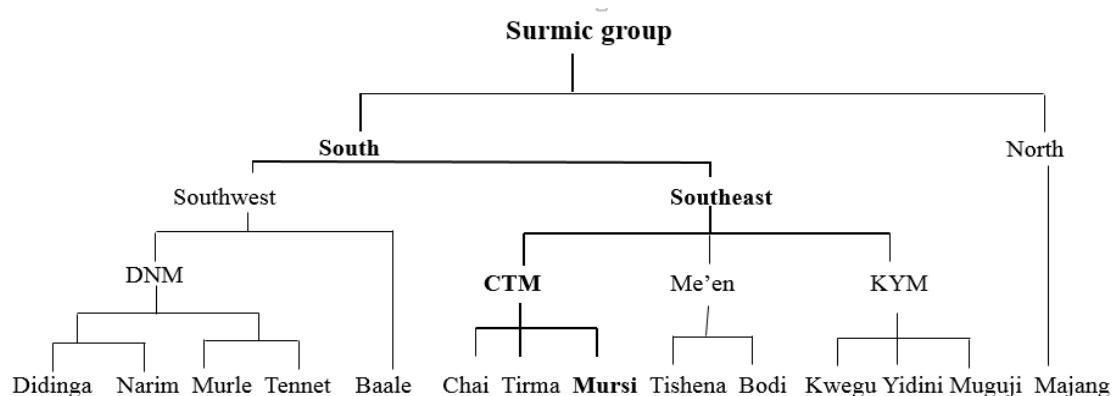 Surmic group
South
North
Southwest
Southeast
DNM
CTM
Me’en
KYM
Didinga Narim Murle Tennet Baale Chai Tirma Mursi Tishena Bodi Kwegu Yidini Muguji Majang